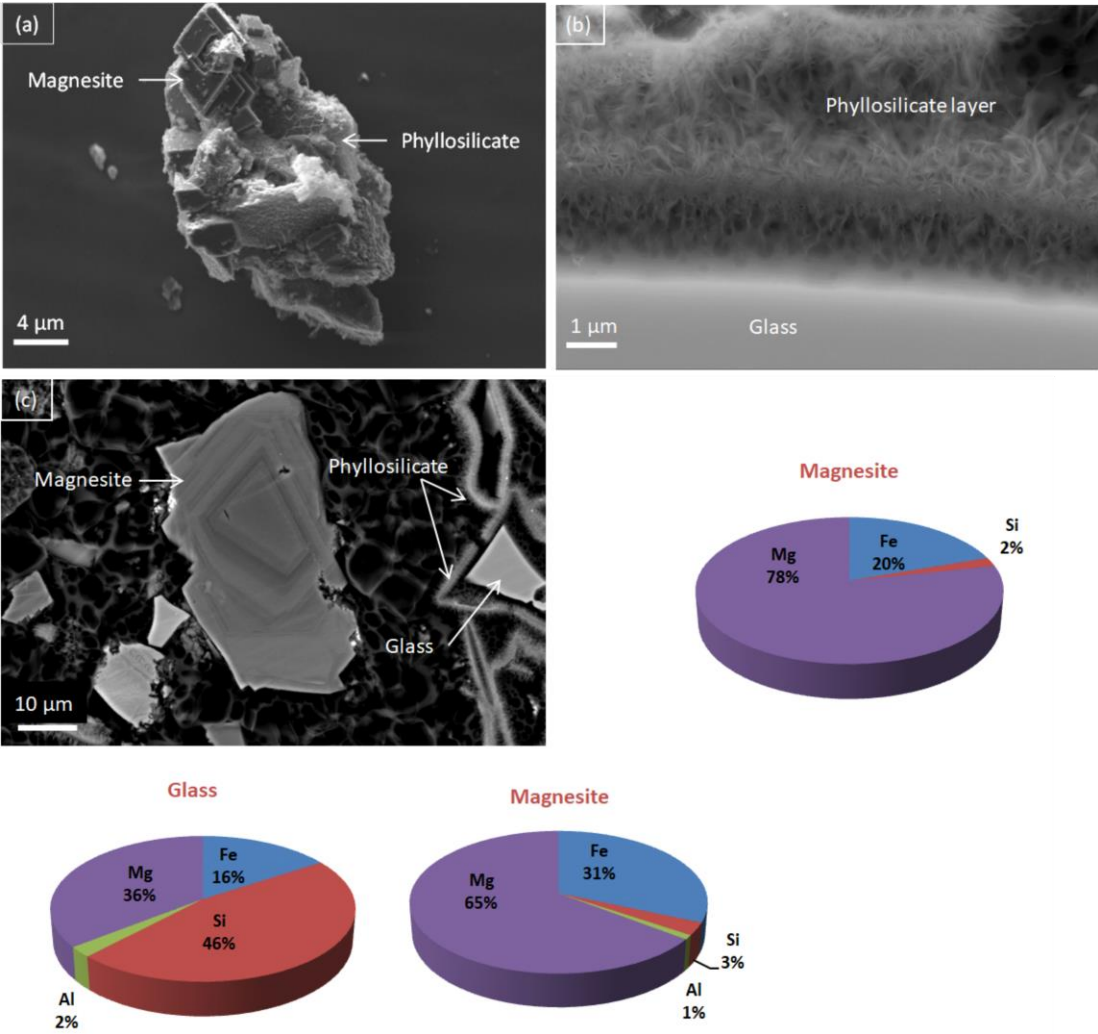 (a)
Magnesite
Phyllosilicate
4 µm
(b)
Phyllosilicate layer
1 µm
Glass
(c)
Magnesite
Phyllosilicate
Glass
10 µm
Magnesite
Mg
78%
Fe
20%
Si
2%
Glass
Mg
36%
Fe
16%
Si
46%
Al
2%
Magnesite
Mg
65%
Fe
31%
Si
3%
Al
1%